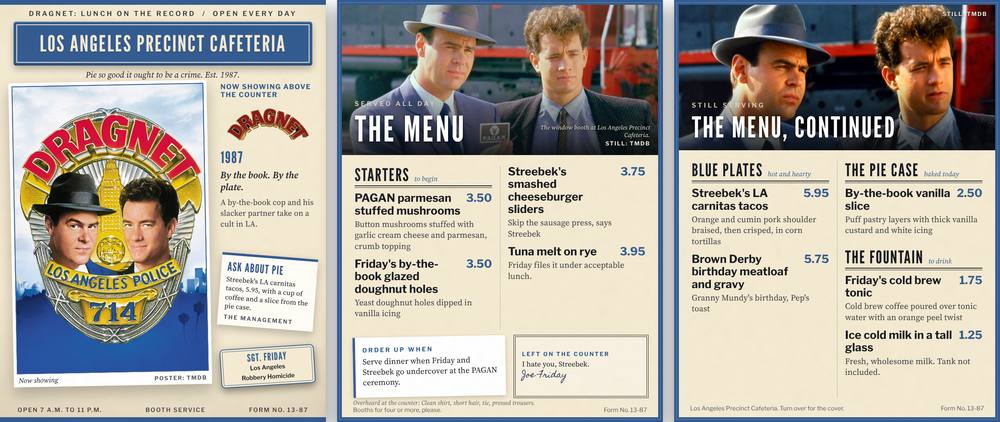 DRAGNET: LUNCH ON THE RECORD / OPEN EVERY DAY
LOS ANGELES PRECINCT CAFETERIA
Pie so good it ought to be a crime. Est. 1987.
DRAGNET
LOS ANGELES POLICE
714
Now showing
POSTER: TMDB
NOW SHOWING ABOVE
THE COUNTER
DRAGNET
1987
By the book. By the
plate.
A by-the-book cop and his
slacker partner take on a
cult in LA.
ASK ABOUT PIE
Streebek's LA carnitas
tacos, 5.95, with a cup of
coffee and a slice from the
pie case.
THE MANAGEMENT
SGT. FRIDAY
Los Angeles
Robbery Homicide
OPEN 7 A.M. TO 11 P.M.
BOOTH SERVICE
FORM NO. 13-87
SERVED ALL DAY
THE MENU
The window booth at Los Angeles Precinct
Cafeteria.
STILL: TMDB
STARTERS to begin
PAGAN parmesan 3.50
stuffed mushrooms
Button mushrooms stuffed with
garlic cream cheese and parmesan,
crumb topping
Friday's by-the- 3.50
book glazed
doughnut holes
Yeast doughnut holes dipped in
vanilla icing
Streebek's 3.75
smashed
cheeseburger
sliders
Skip the sausage press, says
Streebek
Tuna melt on rye 3.95
Friday files it under acceptable
lunch.
ORDER UP WHEN
Serve dinner when Friday and
Streebek go undercover at the PAGAN
ceremony.
LEFT ON THE COUNTER
I hate you, Streebek.
Joe Friday
Overheard at the counter: Clean shirt, short hair, tie, pressed trousers.
Booths for four or more, please.
Form No. 13-87
STILL: TMDB
STILL SERVING
THE MENU, CONTINUED
BLUE PLATES hot and hearty
Streebek's LA 5.95
carnitas tacos
Orange and cumin pork shoulder
braised, then crisped, in corn
tortillas
Brown Derby 5.75
birthday meatloaf
and gravy
Granny Mundy's birthday, Pep's
toast
THE PIE CASE baked today
By-the-book vanilla 2.50
slice
Puff pastry layers with thick vanilla
custard and white icing
THE FOUNTAIN to drink
Friday's cold brew 1.75
tonic
Cold brew coffee poured over tonic
water with an orange peel twist
Ice cold milk in a tall 1.25
glass
Fresh, wholesome milk. Tank not
included.
Los Angeles Precinct Cafeteria. Turn over for the cover.
Form No. 13-87